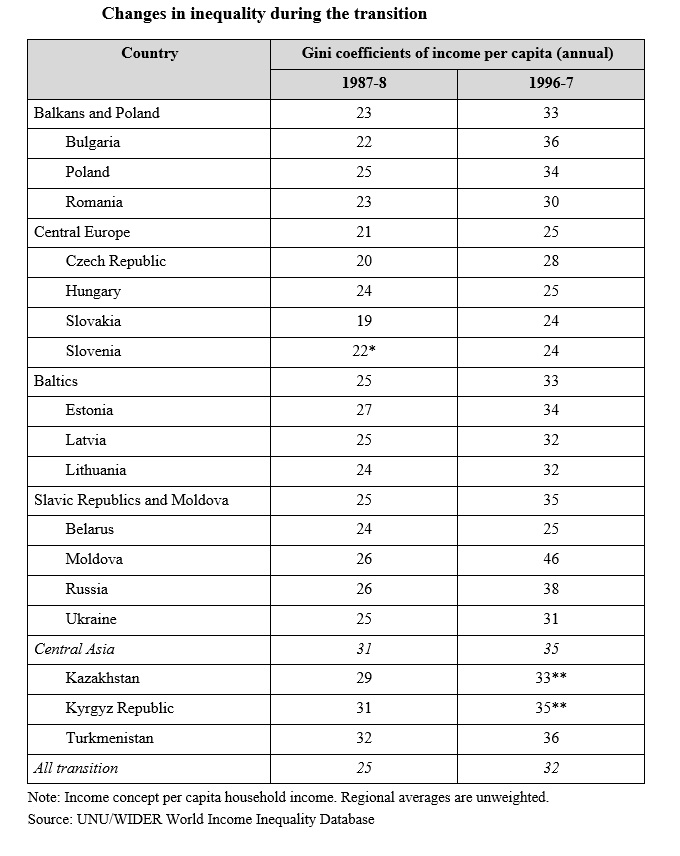 Changes in inequality during the transition
Country Gini coefficients of income per capita (annual)
1987-8 1996-7
Balkans and Poland 23 33
Bulgaria 22 36
Poland 25 34
Romania 23 30
Central Europe 21 25
Czech Republic 20 28
Hungary 24 25
Slovakia 19 24
Slovenia 22* 24
Baltics 25 33
Estonia 27 34
Latvia 25 32
Lithuania 24 32
Slavic Republics and Moldova 25 35
Belarus 24 25
Moldova 26 46
Russia 26 38
Ukraine 25 31
Central Asia 31 35
Kazakhstan 29 33**
Kyrgyz Republic 31 35**
Turkmenistan 32 36
All transition 25 32
Note: Income concept per capita household income. Regional averages are unweighted.
Source: UNU/WIDER World Income Inequality Database